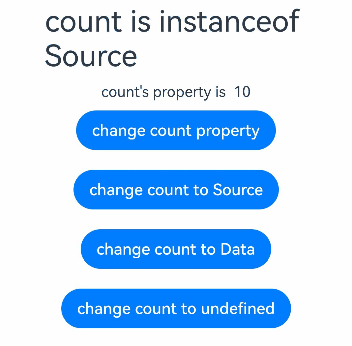 count is instanceof
Source
count's property is  10
change count property
change count to Source
change count to Data
change count to undefined